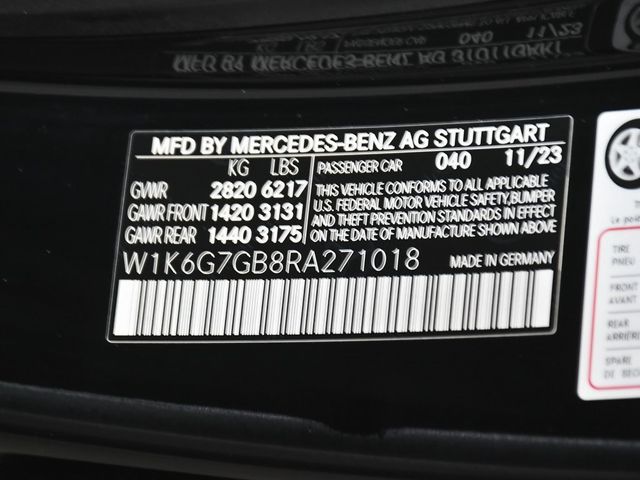 MFD BY MERCEDES-BENZ AG STUTTGART
KG LBS
GVWR 2820 6217
GAWR FRONT 1420 3131
GAWR REAR 1440 3175
PASSENGER CAR 040 11/23
THIS VEHICLE CONFORMS TO ALL APPLICABLE
U.S. FEDERAL MOTOR VEHICLE SAFETY, BUMPER
AND THEFT PREVENTION STANDARDS IN EFFECT
ON THE DATE OF MANUFACTURE SHOWN ABOVE
W1K6G7GB8RA271018 MADE IN GERMANY
TIRE
PNEU
FRONT
AVANT
REAR
ARRIÈRE